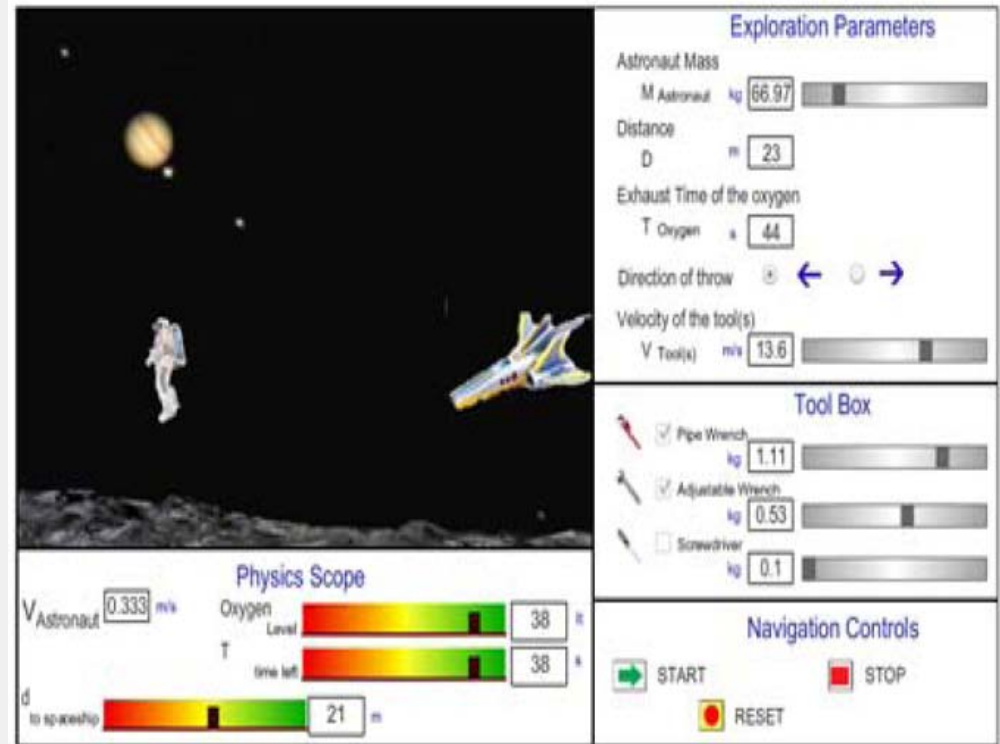 Exploration Parameters
Astronaut Mass
M Astronaut kg 66.97
Distance
D m 23
Exhaust Time of the oxygen
T Oxygen s 44
Direction of throw
Velocity of the tool(s)
V Tool(s) m/s 13.6
Tool Box
Pipe Wrench
kg 1.11
Adjustable Wrench
kg 0.53
Screwdriver
kg 0.1
Physics Scope
V Astronaut 0.333 m/s
Oxygen
Level 38 lt
T
time left 38 s
d
to spaceship 21 m
Navigation Controls
START STOP
RESET